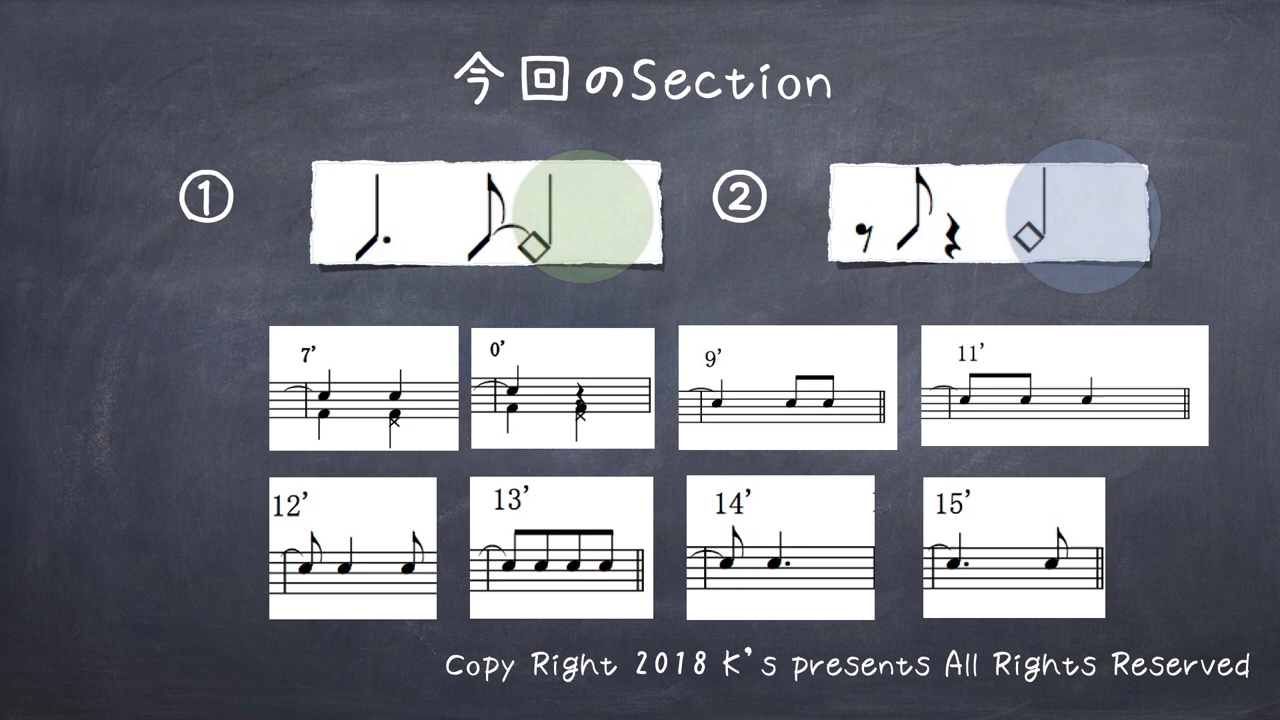 今回のSection
① ②
7’ 0’ 9’ 11’
12’ 13’ 14’ 15’
Copy Right 2018 K’s presents All Rights Reserved